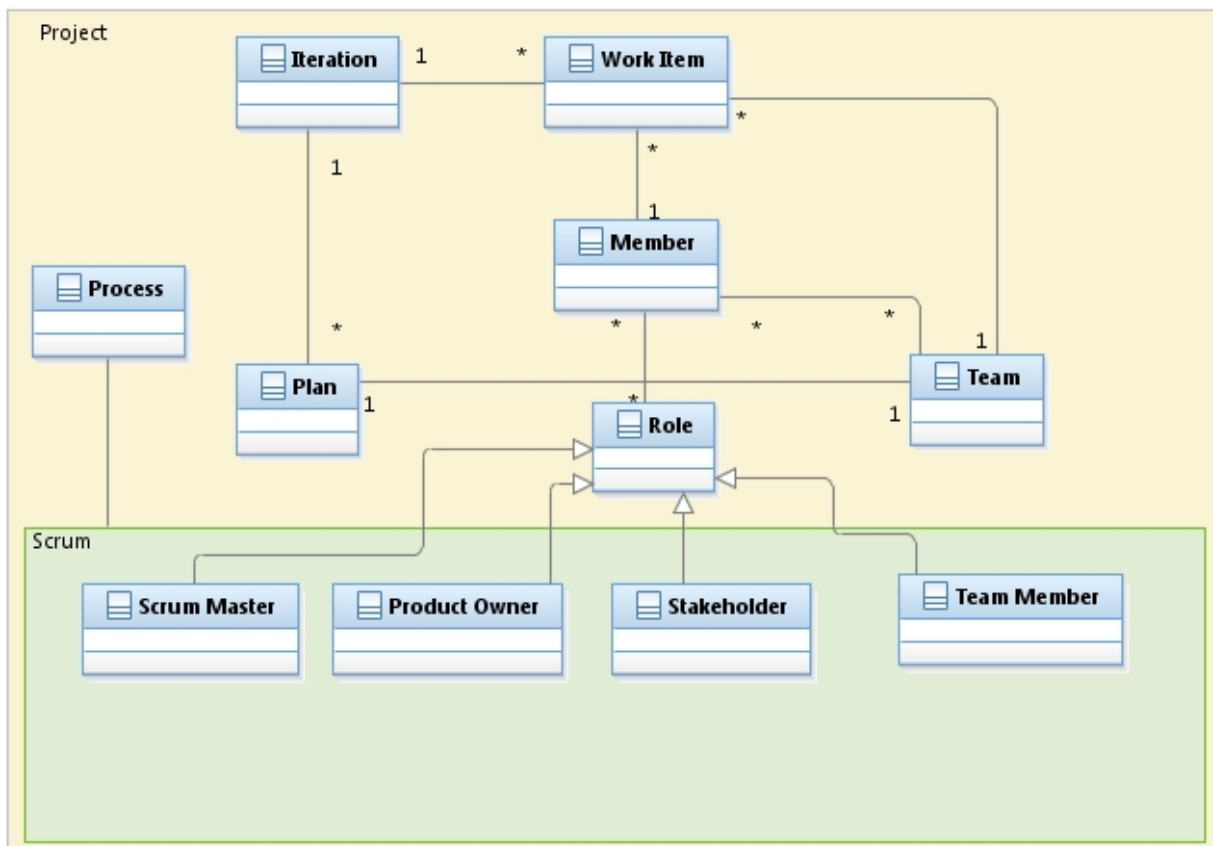 Project
Iteration
1
*
Work Item
*
1
*
1
Member
Process
*
*
*
*
1
Plan
1
Team
1
*
Role
Scrum
Scrum Master
Product Owner
Stakeholder
Team Member